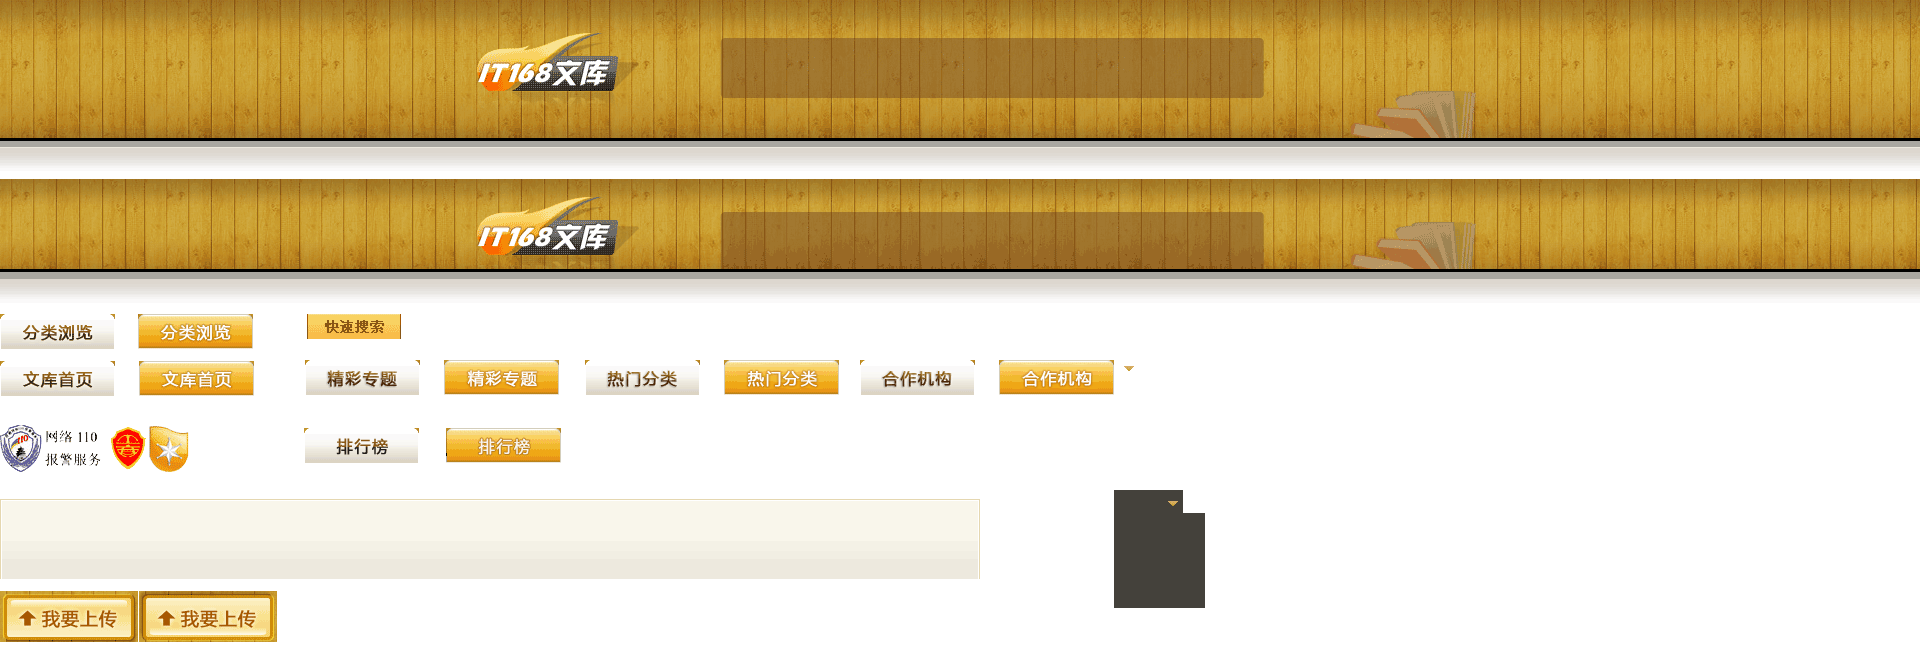 IT168文库
IT168文库
分类浏览
分类浏览
快速搜索
文库首页
文库首页
精彩专题
精彩专题
热门分类
热门分类
合作机构
合作机构
网络 110
报警服务
排行榜
排行榜
我要上传
我要上传